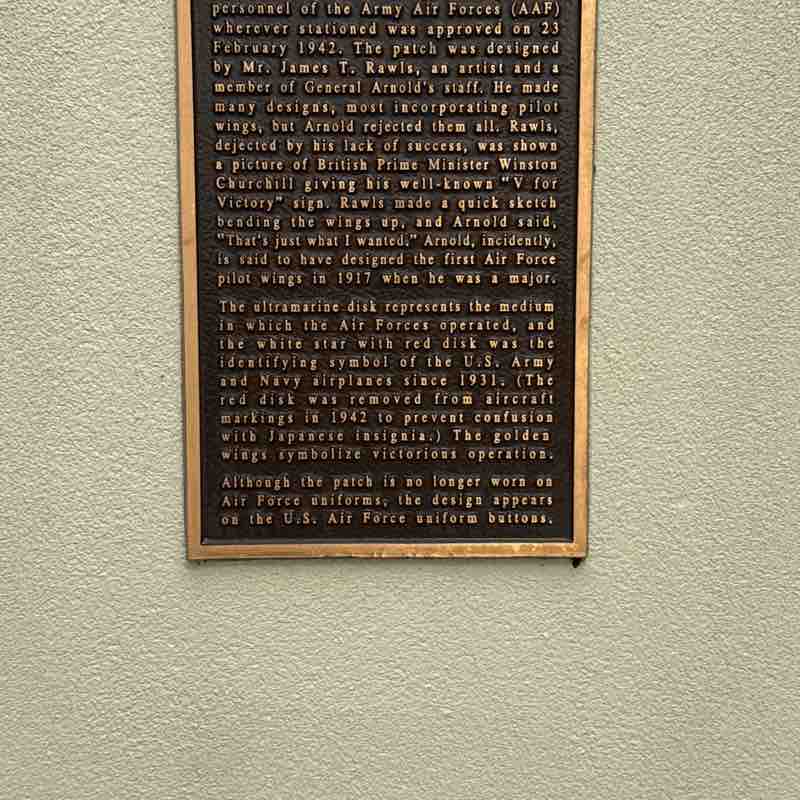 personnel of the Army Air Forces (AAF)
wherever stationed was approved on 23
February 1942. The patch was designed
by Mr. James T. Rawls, an artist and a
member of General Arnold's staff. He made
many designs, most incorporating pilot
wings, but Arnold rejected them all. Rawls,
dejected by his lack of success, was shown
a picture of British Prime Minister Winston
Churchill giving his well-known "V for
Victory" sign. Rawls made a quick sketch
bending the wings up, and Arnold said,
"That's just what I wanted." Arnold, incidently,
is said to have designed the first Air Force
pilot wings in 1917 when he was a major.
The ultramarine disk represents the medium
in which the Air Forces operated, and
the white star with red disk was the
identifying symbol of the U.S. Army
and Navy airplanes since 1931. (The
red disk was removed from aircraft
markings in 1942 to prevent confusion
with Japanese insignia.) The golden
wings symbolize victorious operation.
Although the patch is no longer worn on
Air Force uniforms, the design appears
on the U.S. Air Force uniform buttons.